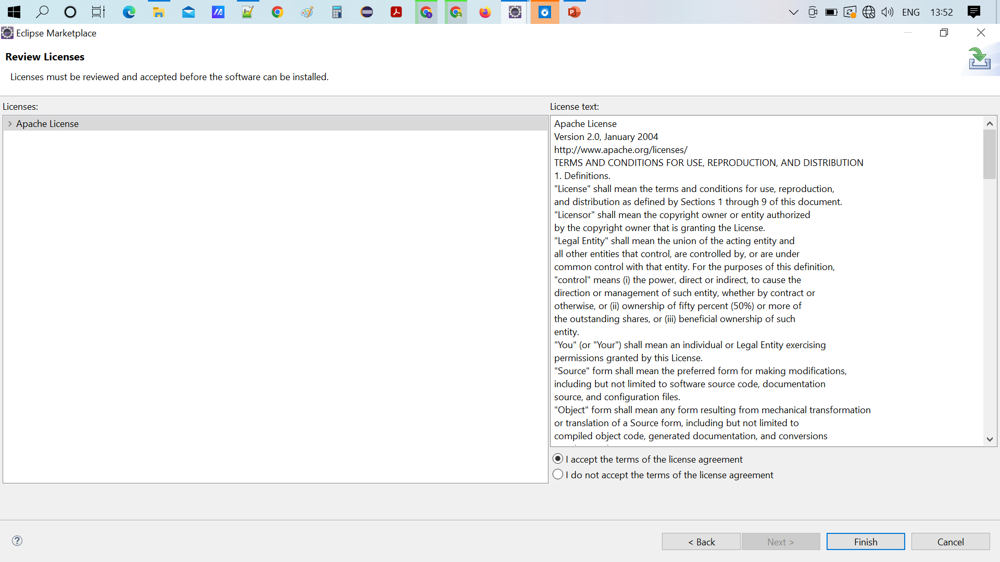 ENG 13:52
Eclipse Marketplace
Review Licenses
Licenses must be reviewed and accepted before the software can be installed.
Licenses:
Apache License
License text:
Apache License
Version 2.0, January 2004
http://www.apache.org/licenses/
TERMS AND CONDITIONS FOR USE, REPRODUCTION, AND DISTRIBUTION
1. Definitions.
"License" shall mean the terms and conditions for use, reproduction,
and distribution as defined by Sections 1 through 9 of this document.
"Licensor" shall mean the copyright owner or entity authorized
by the copyright owner that is granting the License.
"Legal Entity" shall mean the union of the acting entity and
all other entities that control, are controlled by, or are under
common control with that entity. For the purposes of this definition,
"control" means (i) the power, direct or indirect, to cause the
direction or management of such entity, whether by contract or
otherwise, or (ii) ownership of fifty percent (50%) or more of
the outstanding shares, or (iii) beneficial ownership of such
entity.
"You" (or "Your") shall mean an individual or Legal Entity exercising
permissions granted by this License.
"Source" form shall mean the preferred form for making modifications,
including but not limited to software source code, documentation
source, and configuration files.
"Object" form shall mean any form resulting from mechanical transformation
or translation of a Source form, including but not limited to
compiled object code, generated documentation, and conversions
I accept the terms of the license agreement
I do not accept the terms of the license agreement
< Back
Next >
Finish
Cancel